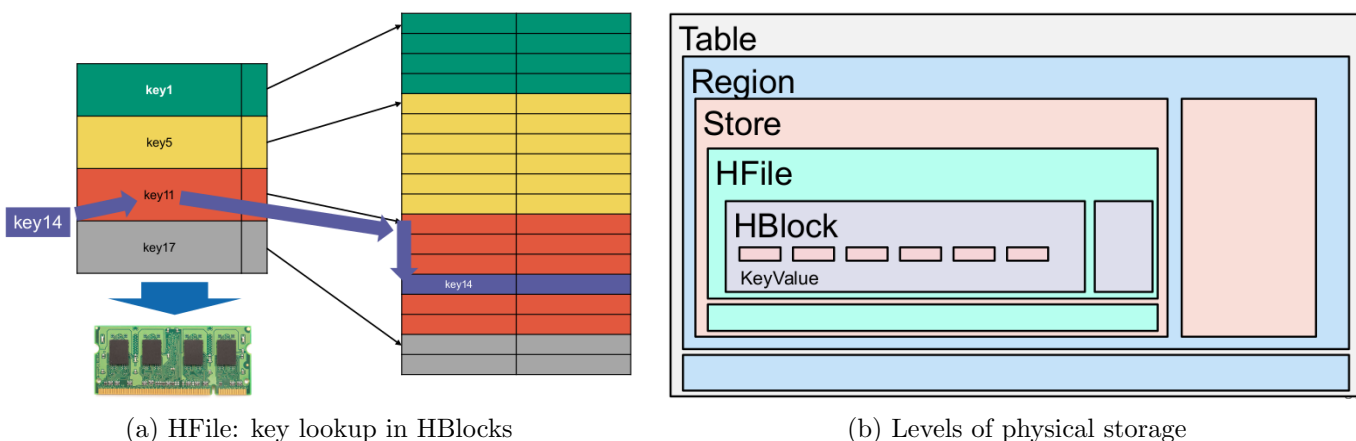 key1
key5
key11
key14
key17
key14
(a) HFile: key lookup in HBlocks
Table
Region
Store
HFile
HBlock
KeyValue
(b) Levels of physical storage